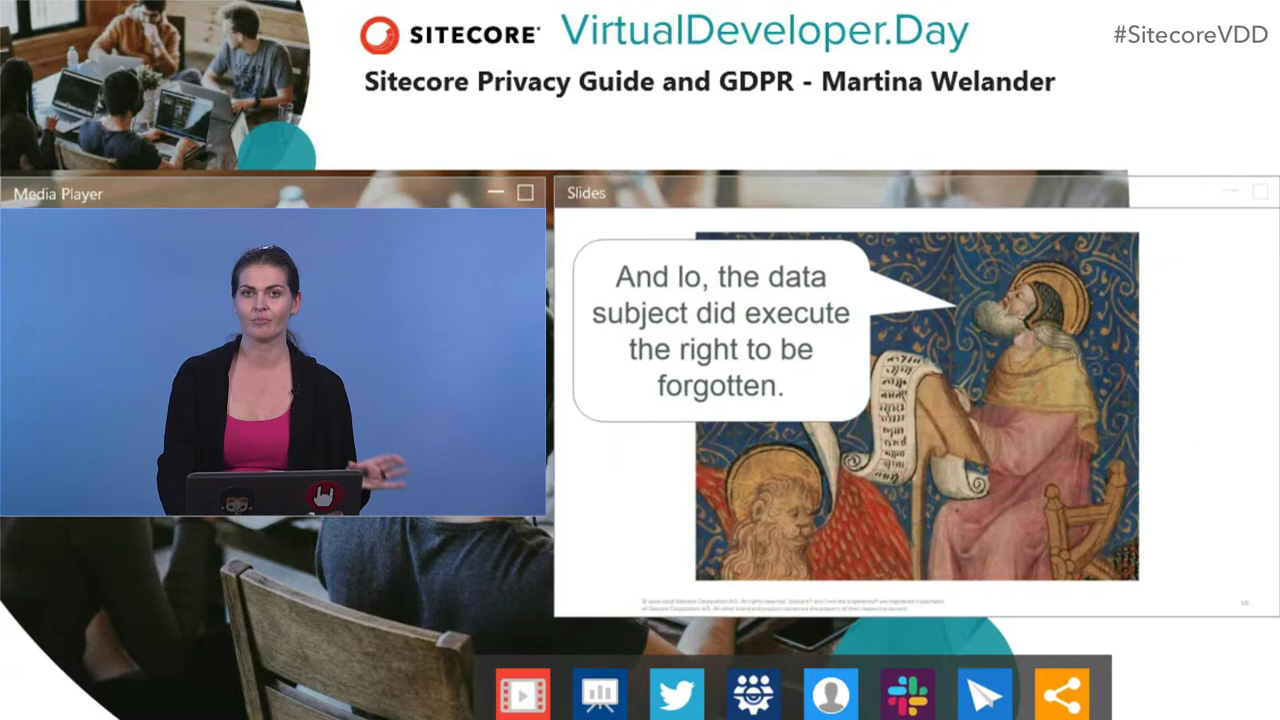 SITECORE® VirtualDeveloper.Day
#SitecoreVDD
Sitecore Privacy Guide and GDPR - Martina Welander
Media Player
Slides
And lo, the data
subject did execute
the right to be
forgotten.